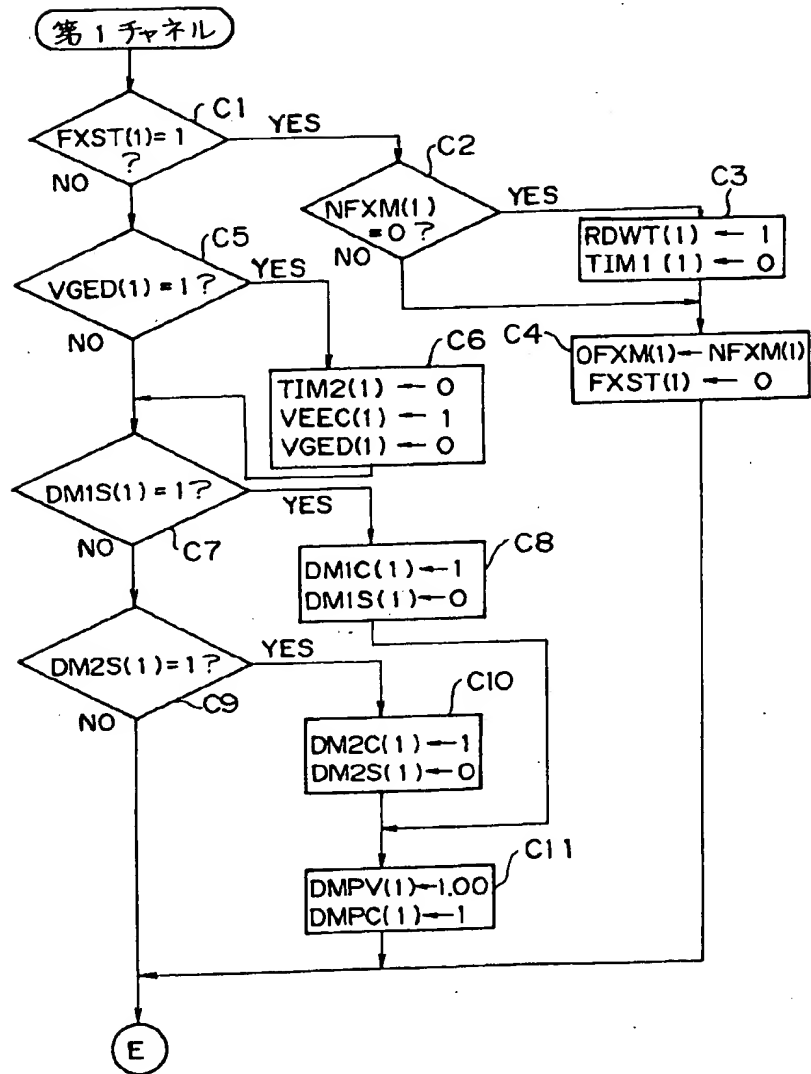 第1チャネル
C1
FXST(1)=1
?
YES
NO
C2
NFXM(1)
=0?
YES
NO
C3
RDWT(1) ← 1
TIM1(1) ← 0
C4
OFXM(1)←NFXM(1)
FXST(1) ← 0
C5
VGED(1)=1?
YES
NO
C6
TIM2(1) ← 0
VEEC(1) ← 1
VGED(1) ← 0
DM1S(1)=1?
YES
NO
C7
C8
DM1C(1)←1
DM1S(1)←0
DM2S(1)=1?
YES
NO
C9
C10
DM2C(1)←1
DM2S(1)←0
C11
DMPV(1)←1.00
DMPC(1)←1
E